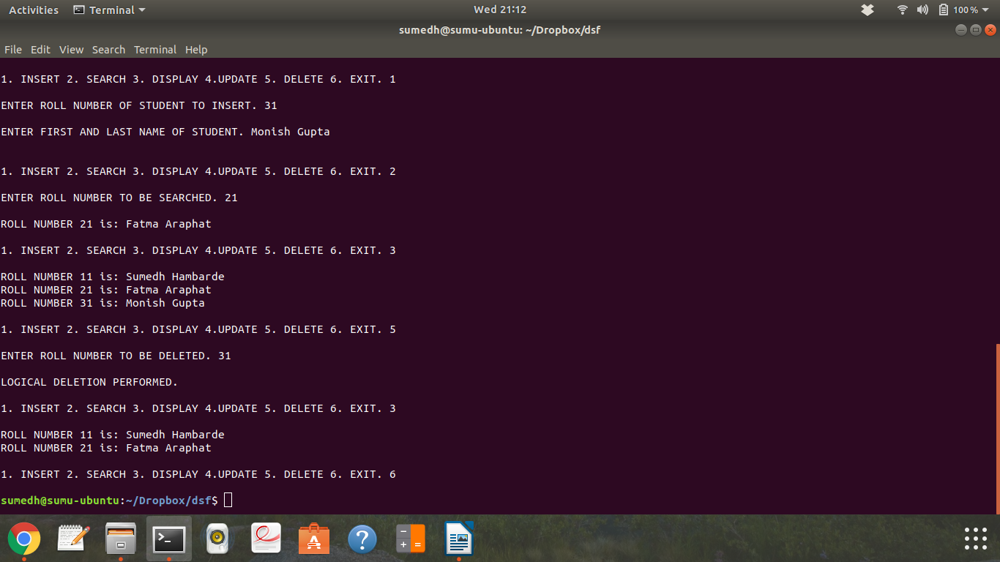 Activities Terminal Wed 21:12 100%
sumedh@sumu-ubuntu: ~/Dropbox/dsf
File Edit View Search Terminal Help
1. INSERT 2. SEARCH 3. DISPLAY 4.UPDATE 5. DELETE 6. EXIT. 1
ENTER ROLL NUMBER OF STUDENT TO INSERT. 31
ENTER FIRST AND LAST NAME OF STUDENT. Monish Gupta
1. INSERT 2. SEARCH 3. DISPLAY 4.UPDATE 5. DELETE 6. EXIT. 2
ENTER ROLL NUMBER TO BE SEARCHED. 21
ROLL NUMBER 21 is: Fatma Araphat
1. INSERT 2. SEARCH 3. DISPLAY 4.UPDATE 5. DELETE 6. EXIT. 3
ROLL NUMBER 11 is: Sumedh Hambarde
ROLL NUMBER 21 is: Fatma Araphat
ROLL NUMBER 31 is: Monish Gupta
1. INSERT 2. SEARCH 3. DISPLAY 4.UPDATE 5. DELETE 6. EXIT. 5
ENTER ROLL NUMBER TO BE DELETED. 31
LOGICAL DELETION PERFORMED.
1. INSERT 2. SEARCH 3. DISPLAY 4.UPDATE 5. DELETE 6. EXIT. 3
ROLL NUMBER 11 is: Sumedh Hambarde
ROLL NUMBER 21 is: Fatma Araphat
1. INSERT 2. SEARCH 3. DISPLAY 4.UPDATE 5. DELETE 6. EXIT. 6
sumedh@sumu-ubuntu:~/Dropbox/dsf$